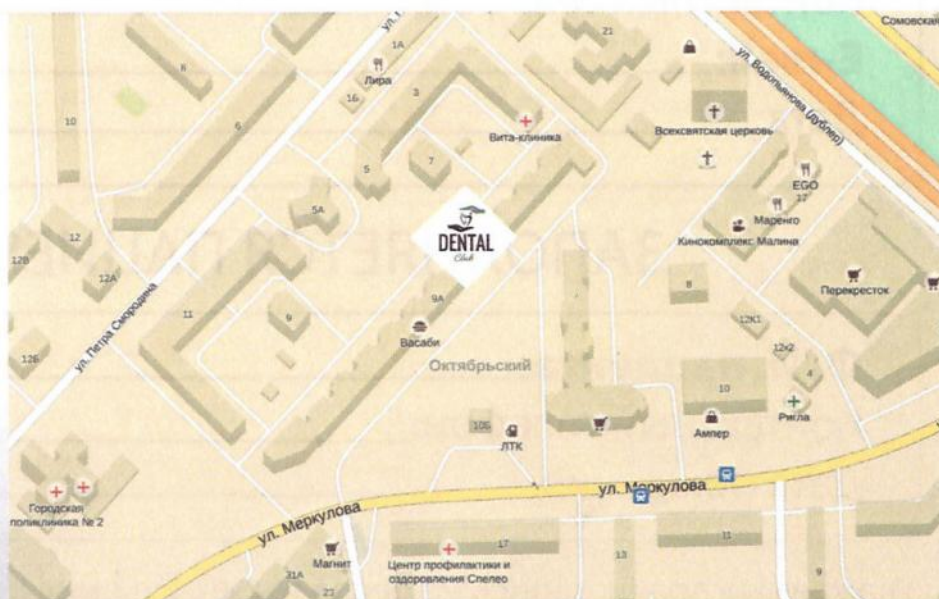 Сомовская
21
1А
ул. Водопьянова (дублер)
8
Лира
16
3
10
Вита-клиника
Всехсвятская церковь
6
7
5
EGO
17
5А
Маренго
DENTAL
Club
Кинокомплекс Малина
12
12В
12А
8
Перекресток
9А
11
9
12К1
ул. Петра Смородина
Васаби
12к2
12Б
Октябрьский
10
4
Ригла
10Б
Ампер
ЛТК
ул. Меркулова
Городская
поликлиника № 2
ул. Меркулова
17
11
13
Магнит
Центр профилактики и
оздоровления Спелео
31А
9